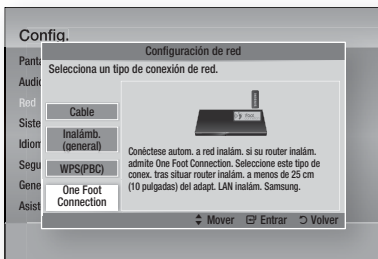 Config.
Configuración de red
Panta
Selecciona un tipo de conexión de red.
Audio
Red
Cable
Siste
Inalámb.
(general)
Idiom
Conéctese autom. a red inalám. si su router inalám.
admite One Foot Connection. Seleccione este tipo de
conex. tras situar router inalám. a menos de 25 cm
(10 pulgadas) del adapt. LAN inalám. Samsung.
Segu
WPS(PBC)
Gene
One Foot
Connection
Asist
Mover Entrar Volver